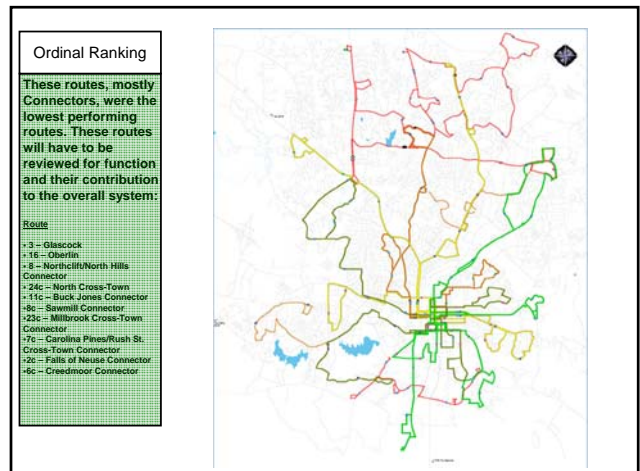 Ordinal Ranking
These routes, mostly
Connectors, were the
lowest performing
routes. These routes
will have to be
reviewed for function
and their contribution
to the overall system:
Route
• 3 – Glascock
• 16 – Oberlin
• 8 – Northclift/North Hills
Connector
• 24c – North Cross-Town
• 11c – Buck Jones Connector
•8c – Sawmill Connector
•23c – Millbrook Cross-Town
Connector
•7c – Carolina Pines/Rush St.
Cross-Town Connector
•2c – Falls of Neuse Connector
•6c – Creedmoor Connector